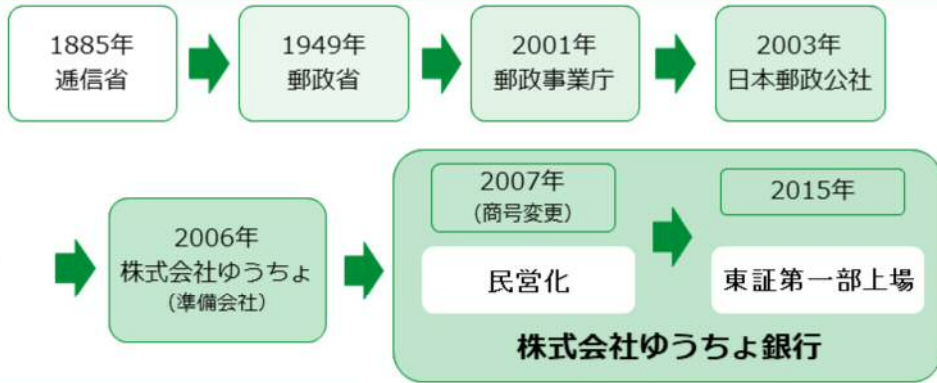 1885年
逓信省
1949年
郵政省
2001年
郵政事業庁
2003年
日本郵政公社
2006年
株式会社ゆうちょ
(準備会社)
2007年
(商号変更)
民営化
2015年
東証第一部上場
株式会社ゆうちょ銀行